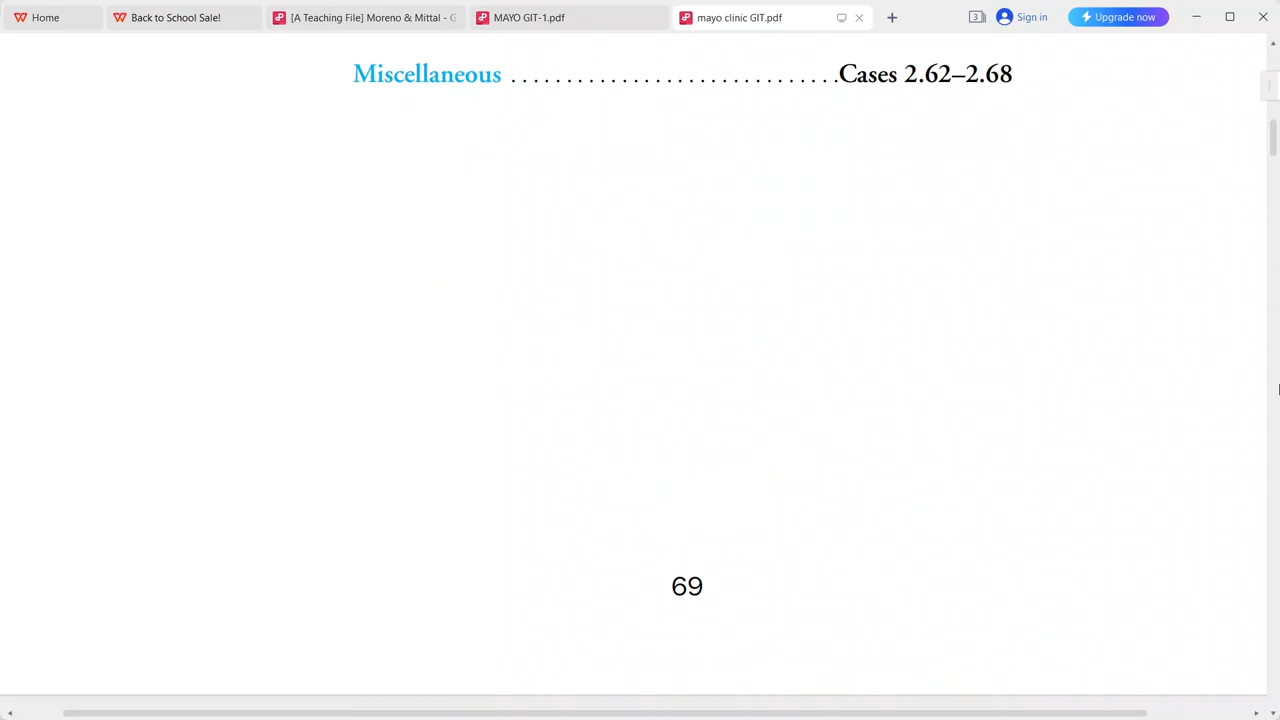 Home
Back to School Sale!
[A Teaching File] Moreno & Mittal - G
MAYO GIT-1.pdf
mayo clinic GIT.pdf
3
Sign in
Upgrade now
Miscellaneous . . . . . . . . . . . . . . . . . . . . . . . . . . . . . .Cases 2.62–2.68
69